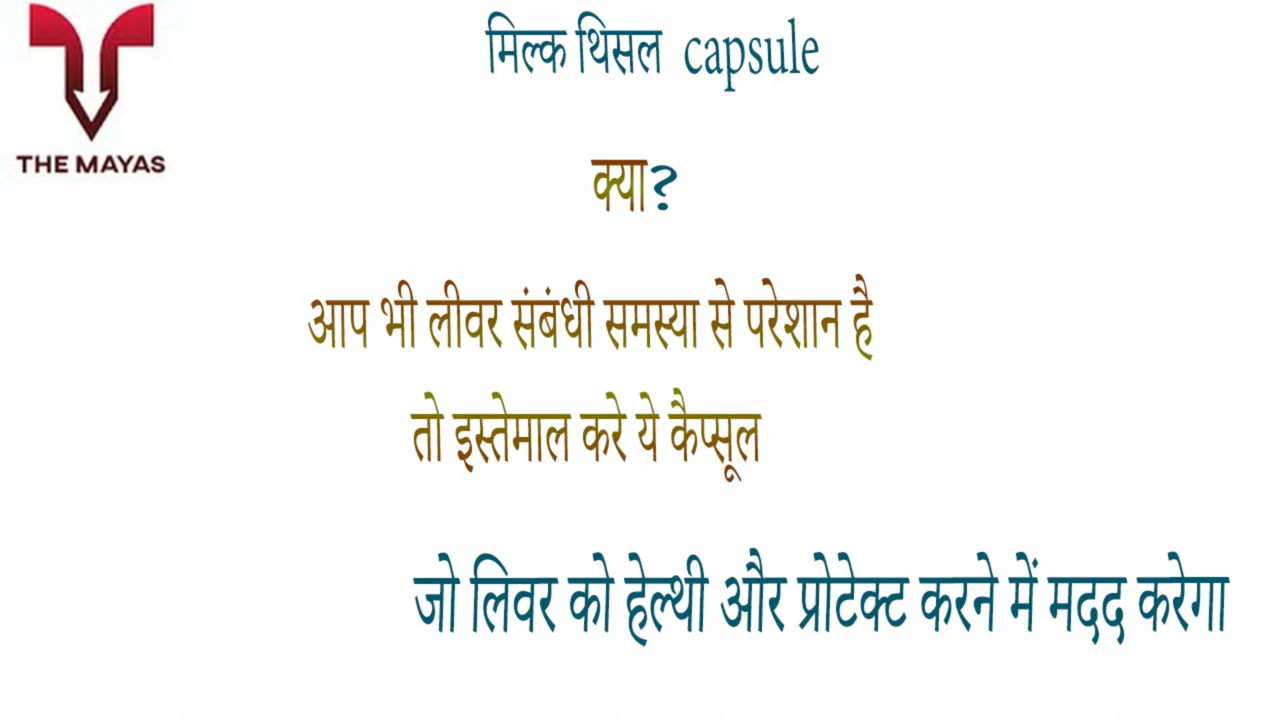 THE MAYAS
मिल्क थिसल capsule
क्या?
आप भी लीवर संबंधी समस्या से परेशान है
तो इस्तेमाल करे ये कैप्सूल
जो लिवर को हेल्थी और प्रोटेक्ट करने में मदद करेगा